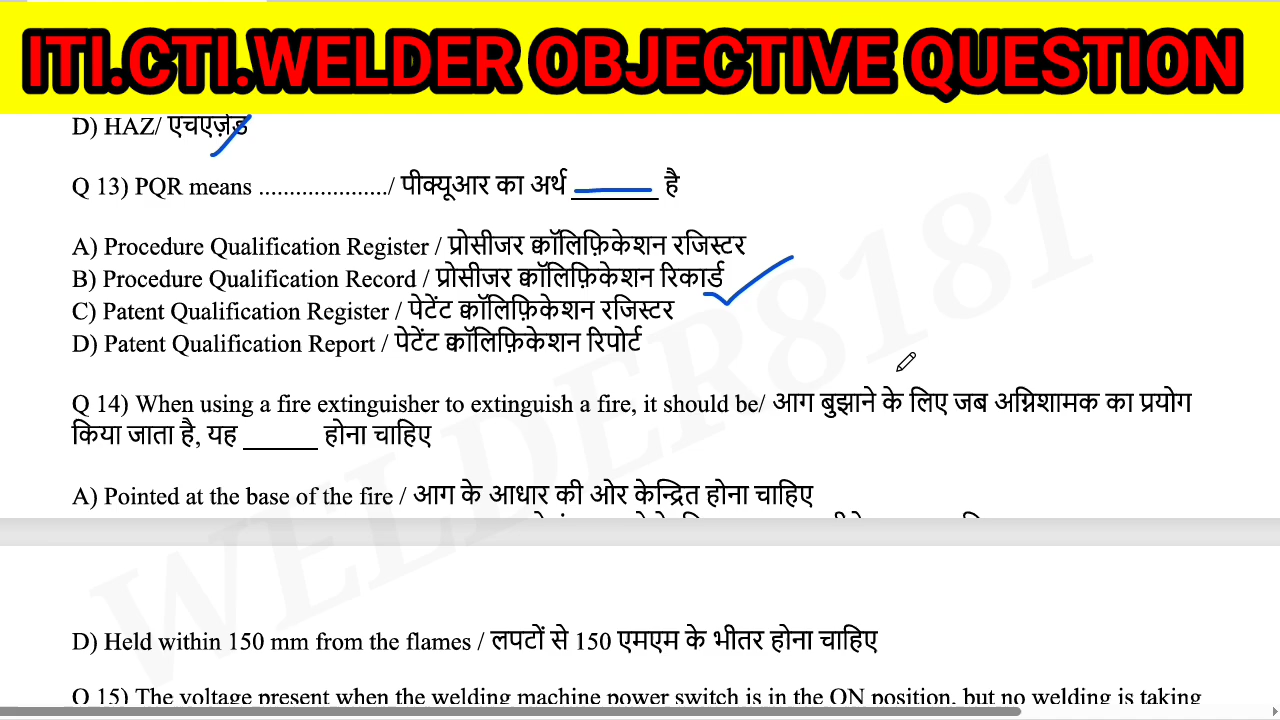 ITI.CTI.WELDER OBJECTIVE QUESTION
D) HAZ/ एचएज़ेड
Q 13) PQR means ...................../ पीक्यूआर का अर्थ _______ है
A) Procedure Qualification Register / प्रोसीजर क्वॉलिफ़िकेशन रजिस्टर
B) Procedure Qualification Record / प्रोसीजर क्वॉलिफ़िकेशन रिकार्ड
C) Patent Qualification Register / पेटेंट क्वॉलिफ़िकेशन रजिस्टर
D) Patent Qualification Report / पेटेंट क्वॉलिफ़िकेशन रिपोर्ट
Q 14) When using a fire extinguisher to extinguish a fire, it should be/ आग बुझाने के लिए जब अग्निशामक का प्रयोग
किया जाता है, यह ______ होना चाहिए
A) Pointed at the base of the fire / आग के आधार की ओर केन्द्रित होना चाहिए
D) Held within 150 mm from the flames / लपटों से 150 एमएम के भीतर होना चाहिए
Q 15) The voltage present when the welding machine power switch is in the ON position, but no welding is taking
WELDER8181